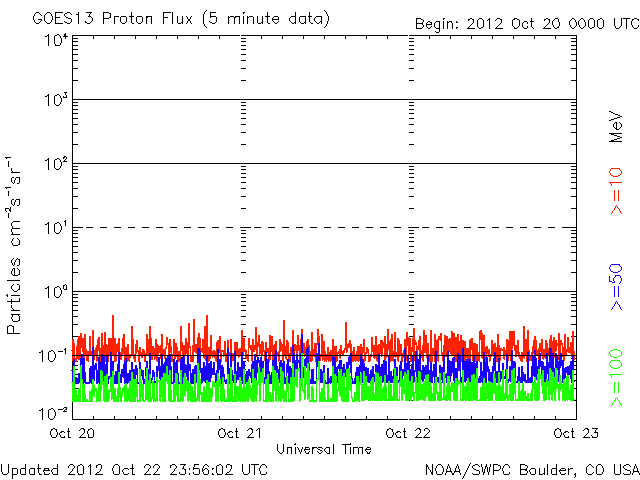 GOES13 Proton Flux (5 minute data)
Begin: 2012 Oct 20 0000 UTC
10⁴
10³
10²
10¹
10⁰
10⁻¹
10⁻²
Particles cm⁻²s⁻¹sr⁻¹
MeV
>=10
>=50
>=100
Oct 20
Oct 21
Oct 22
Oct 23
Universal Time
Updated 2012 Oct 22 23:56:02 UTC
NOAA/SWPC Boulder, CO USA